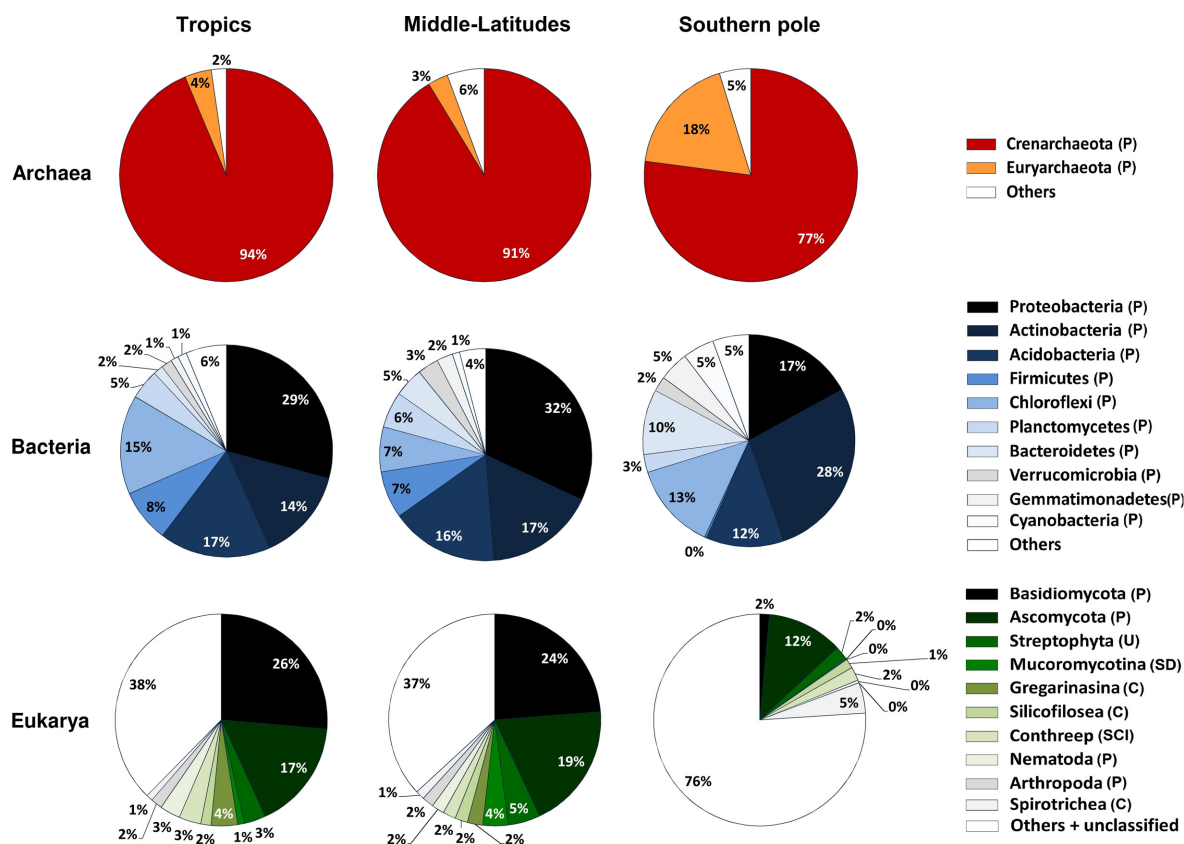 Tropics
Middle-Latitudes
Southern pole
Archaea
2%
4%
94%
3%
6%
91%
5%
18%
77%
Crenarchaeota (P)
Euryarchaeota (P)
Others
Bacteria
1%
1%
2%
2%
5%
15%
8%
17%
14%
29%
6%
1%
2%
3%
5%
6%
7%
7%
16%
17%
32%
4%
5%
5%
5%
2%
10%
3%
13%
0%
12%
28%
17%
Proteobacteria (P)
Actinobacteria (P)
Acidobacteria (P)
Firmicutes (P)
Chloroflexi (P)
Planctomycetes (P)
Bacteroidetes (P)
Verrucomicrobia (P)
Gemmatimonadetes(P)
Cyanobacteria (P)
Others
Eukarya
38%
26%
17%
3%
1%
4%
2%
3%
3%
2%
1%
37%
24%
19%
5%
4%
2%
2%
2%
2%
2%
1%
2%
12%
2%
0%
0%
1%
2%
0%
0%
5%
76%
Basidiomycota (P)
Ascomycota (P)
Streptophyta (U)
Mucoromycotina (SD)
Gregarinasina (C)
Silicofilosea (C)
Conthreep (SCI)
Nematoda (P)
Arthropoda (P)
Spirotrichea (C)
Others + unclassified